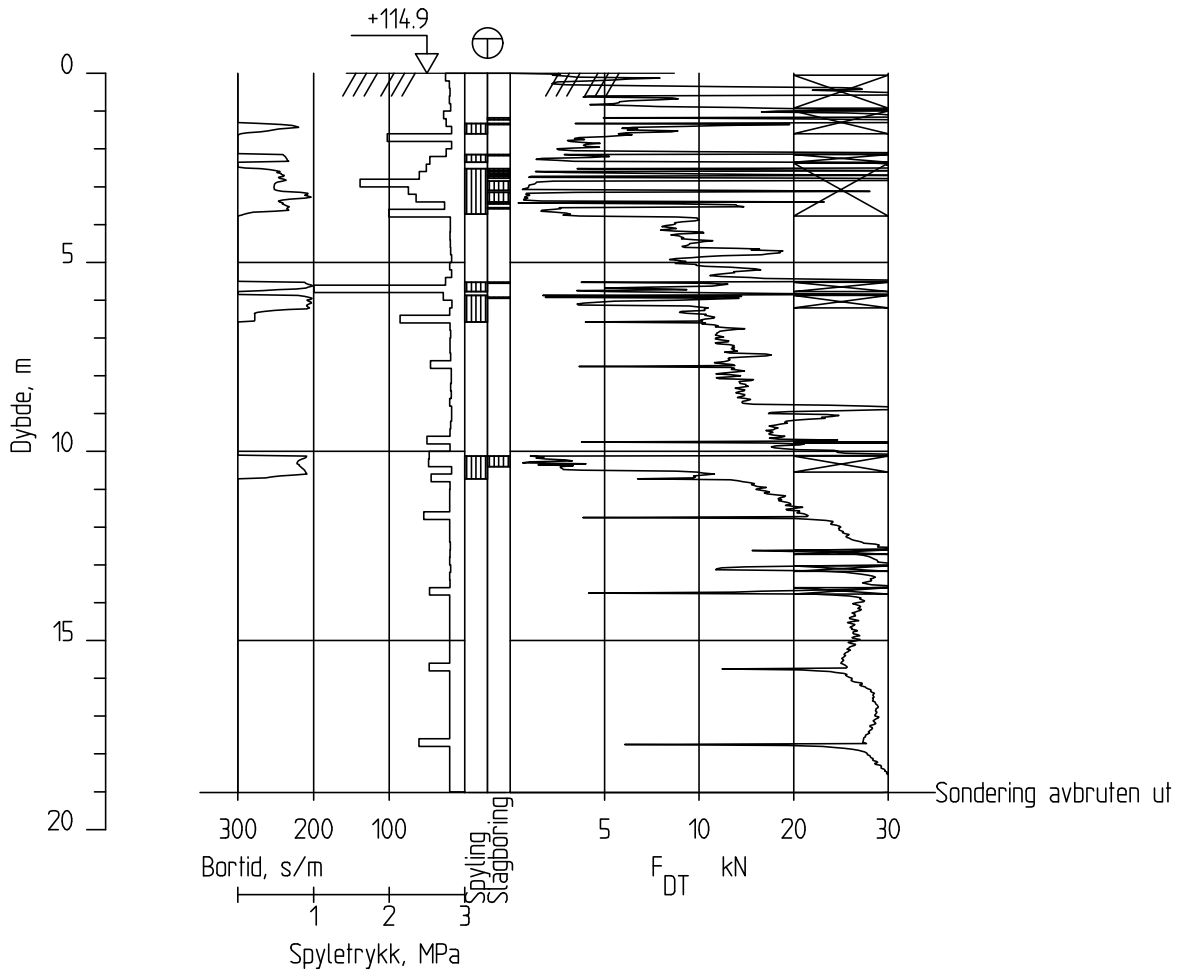 +114.9
0
5
10
15
20
Dybde, m
Sondering avbruten ut
300 200 100
5 10 20 30
Bortid, s/m
Spyling
Slagboring
F DT kN
1 2 3
Spyletrykk, MPa